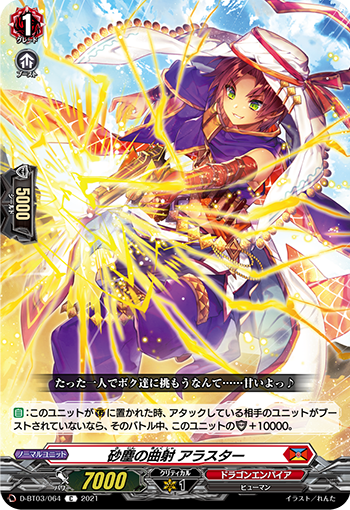 1
グレード
ブースト
5000
シールド
たった一人でボク達に挑もうなんて……甘いよっ♪
自:このユニットがGに置かれた時、アタックしている相手のユニットがブ
ーストされていないなら、そのバトル中、このユニットの+10000。
ノーマルユニット
砂塵の曲射 アラスター
パワー
7000
クリティカル
1
ドラゴンエンパイア
ヒューマン
D-BT03/064 C 2021
イラスト/れんた